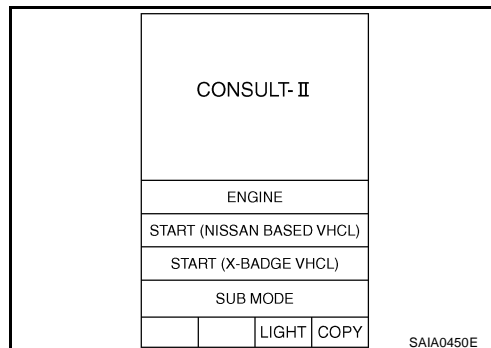 CONSULT-II
ENGINE
START (NISSAN BASED VHCL)
START (X-BADGE VHCL)
SUB MODE
LIGHT COPY
SAIA0450E